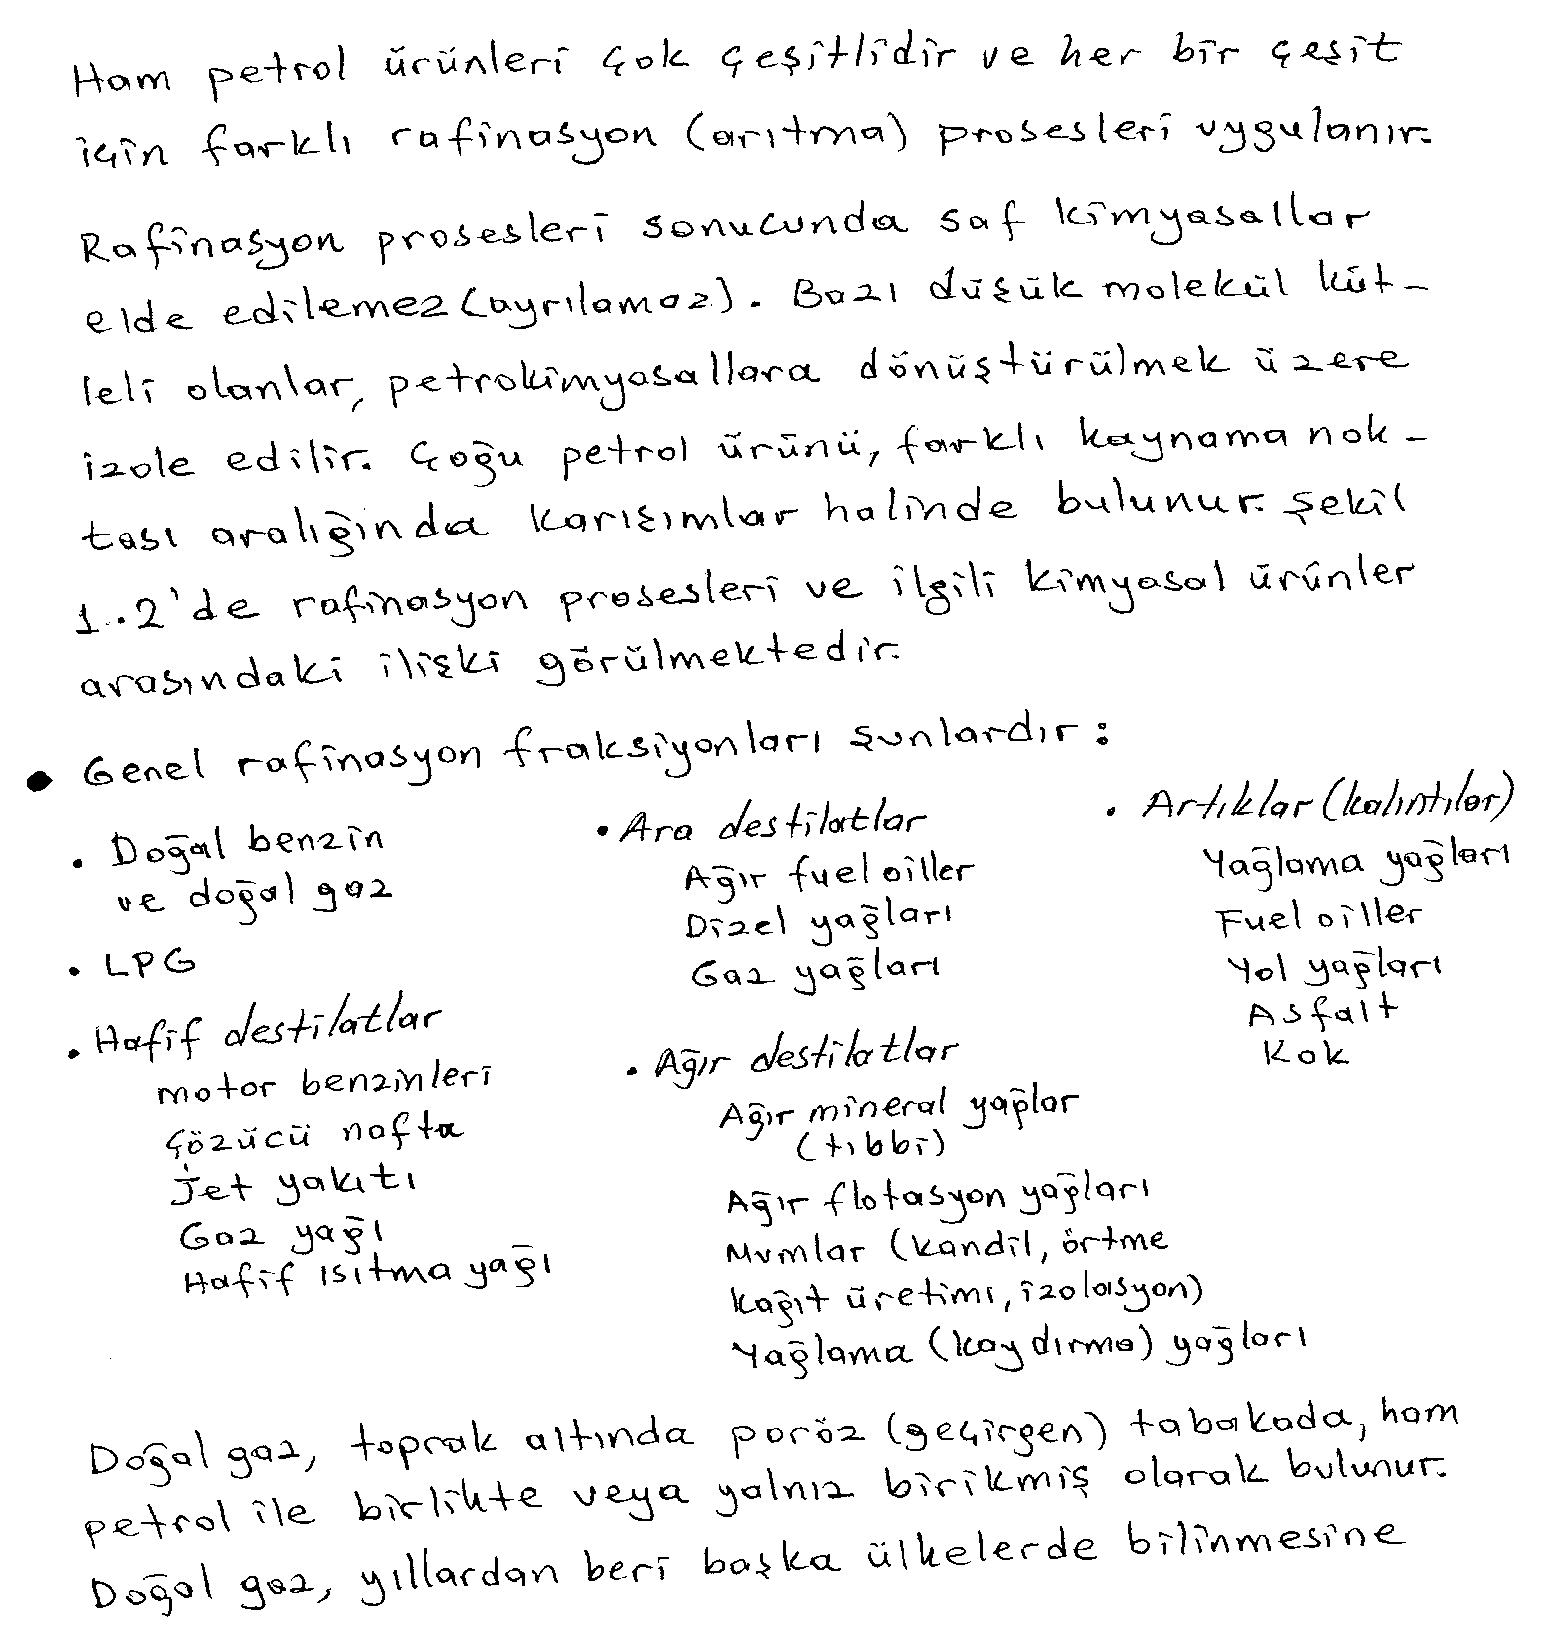 Ham petrol ürünleri çok çeşitlidir ve her bir çeşit
için farklı rafinasyon (arıtma) prosesleri uygulanır.
Rafinasyon prosesleri sonucunda saf kimyasallar
elde edilemez (ayrılamaz). Bazı düşük molekül küt-
leli olanlar, petrokimyasallara dönüştürülmek üzere
izole edilir. Çoğu petrol ürünü, farklı kaynama nok-
tası aralığında karışımlar halinde bulunur. Şekil
1.2'de rafinasyon prosesleri ve ilgili kimyasal ürünler
arasındaki ilişki görülmektedir.
• Genel rafinasyon fraksiyonları şunlardır:
• Doğal benzin
ve doğal gaz
• LPG
• Hafif destilatlar
motor benzinleri
Çözücü nafta
Jet yakıtı
Gaz yağı
Hafif ısıtma yağı
• Ara destilatlar
Ağır fuel oiller
Dizel yağları
Gaz yağları
• Ağır destilatlar
Ağır mineral yağlar
(tıbbi)
Ağır flotasyon yağları
Mumlar (kandil, örtme
kağıt üretimi, izolasyon)
Yağlama (kaydırma) yağları
• Artıklar (kalıntılar)
Yağlama yağları
Fuel oiller
Yol yağları
Asfalt
Kok
Doğal gaz, toprak altında poröz (geçirgen) tabakada, ham
petrol ile birlikte veya yalnız birikmiş olarak bulunur.
Doğal gaz, yıllardan beri başka ülkelerde bilinmesine